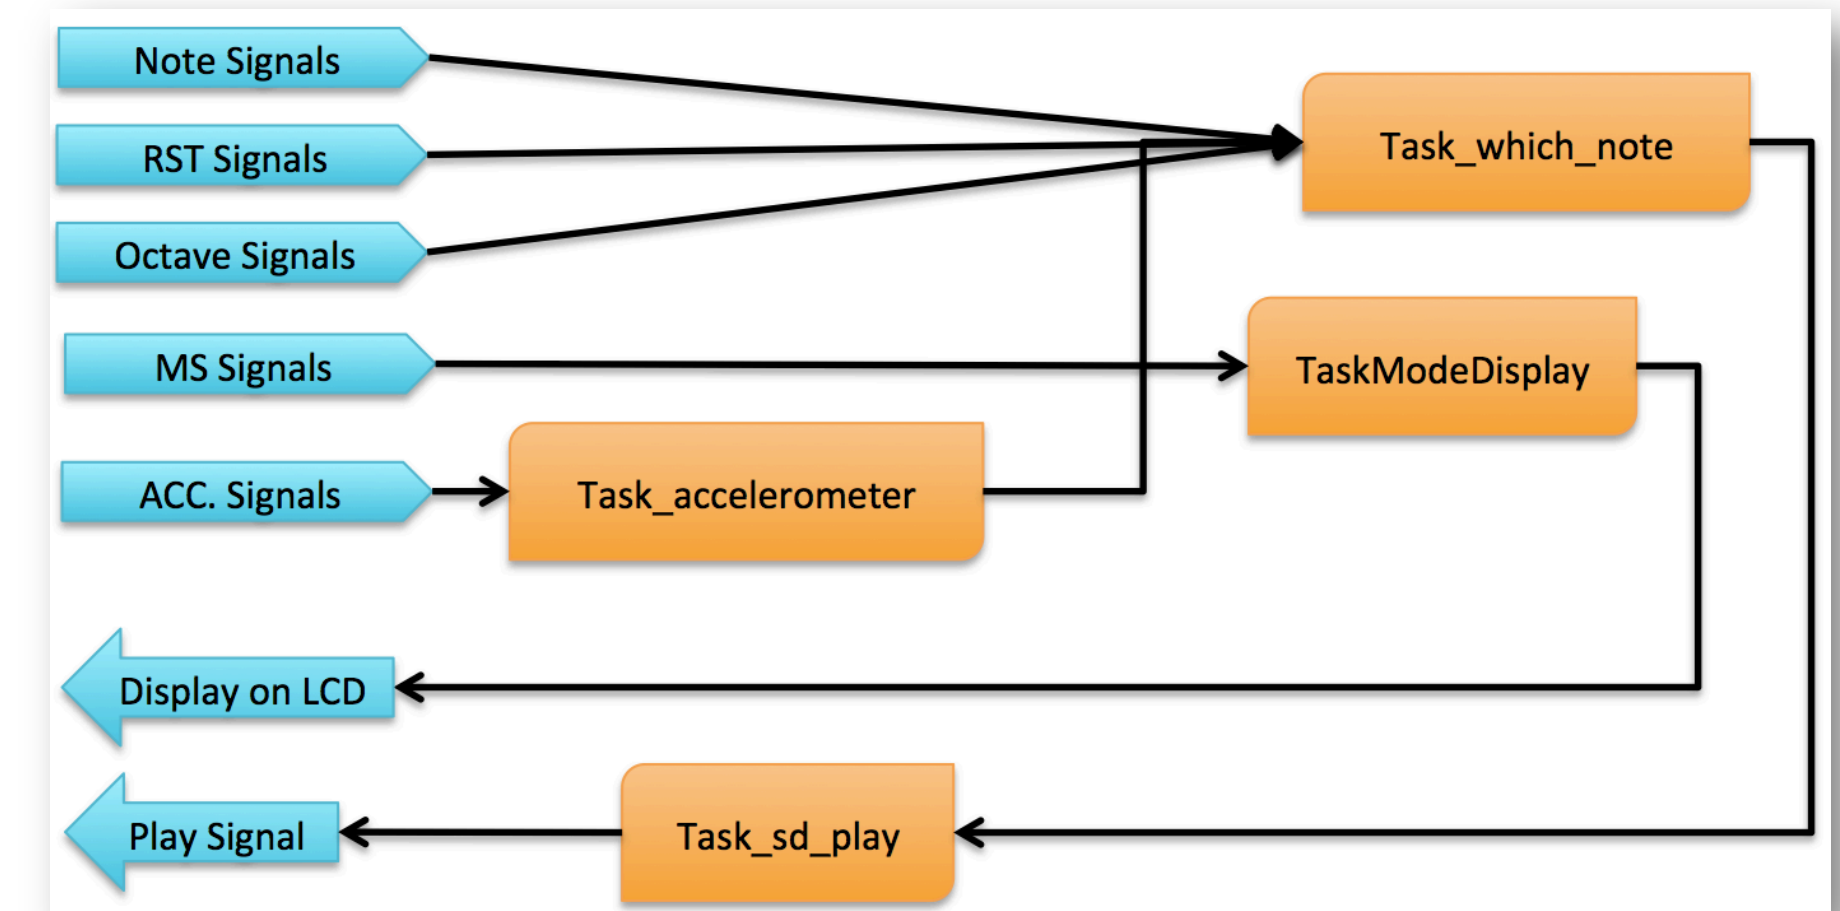 Note Signals
RST Signals
Task_which_note
Octave Signals
MS Signals
TaskModeDisplay
ACC. Signals
Task_accelerometer
Display on LCD
Play Signal
Task_sd_play